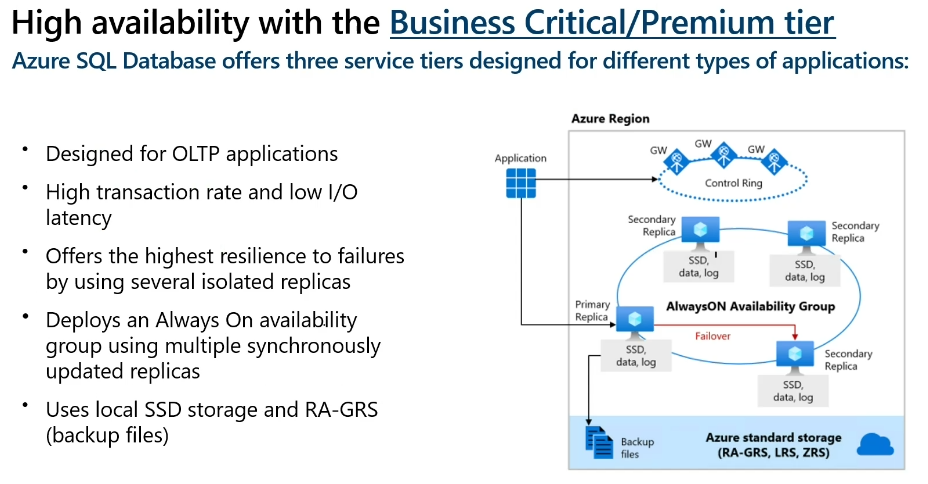 High availability with the Business Critical/Premium tier
Azure SQL Database offers three service tiers designed for different types of applications:
• Designed for OLTP applications
• High transaction rate and low I/O
latency
• Offers the highest resilience to failures
by using several isolated replicas
• Deploys an Always On availability
group using multiple synchronously
updated replicas
• Uses local SSD storage and RA-GRS
(backup files)
Azure Region
Application
GW
GW
GW
Control Ring
Secondary
Replica
SSD,
data, log
Secondary
Replica
SSD,
data, log
Primary
Replica
SSD,
data, log
AlwaysON Availability Group
Failover
Secondary
Replica
SSD,
data, log
Backup
files
Azure standard storage
(RA-GRS, LRS, ZRS)